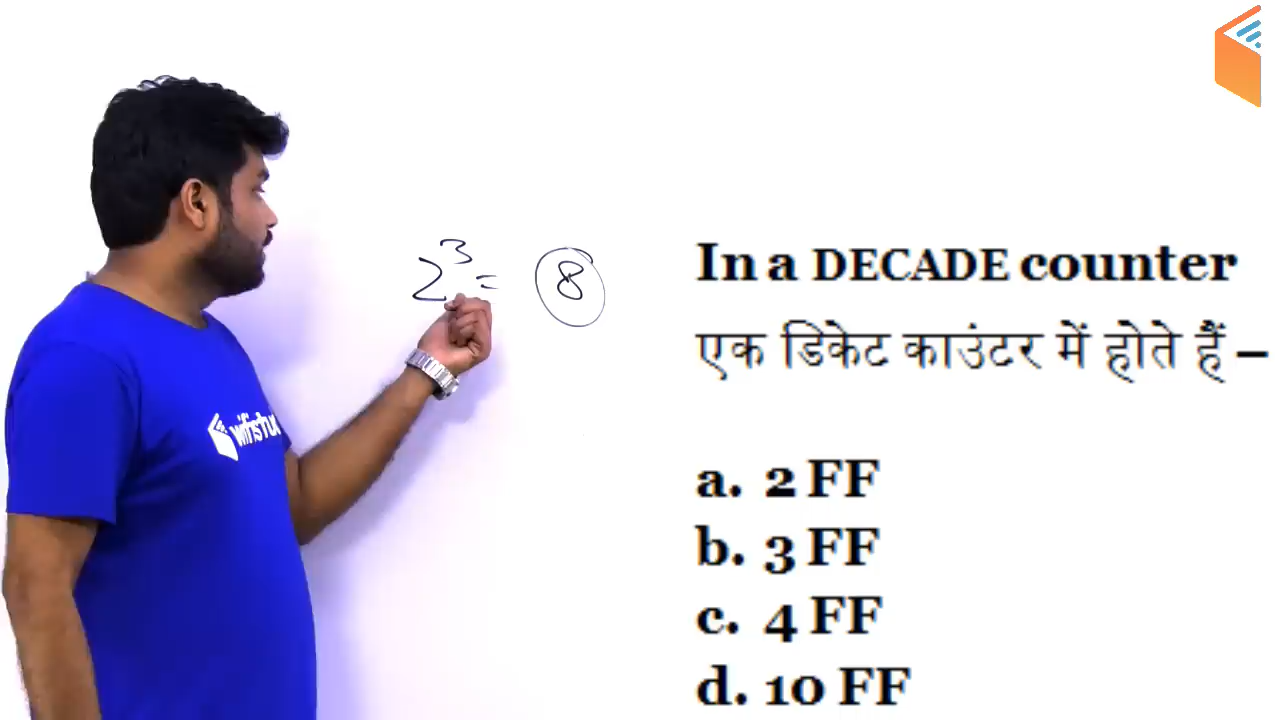 2³ = 8
In a DECADE counter
एक डिकेट काउंटर में होते हैं –
a. 2 FF
b. 3 FF
c. 4 FF
d. 10 FF